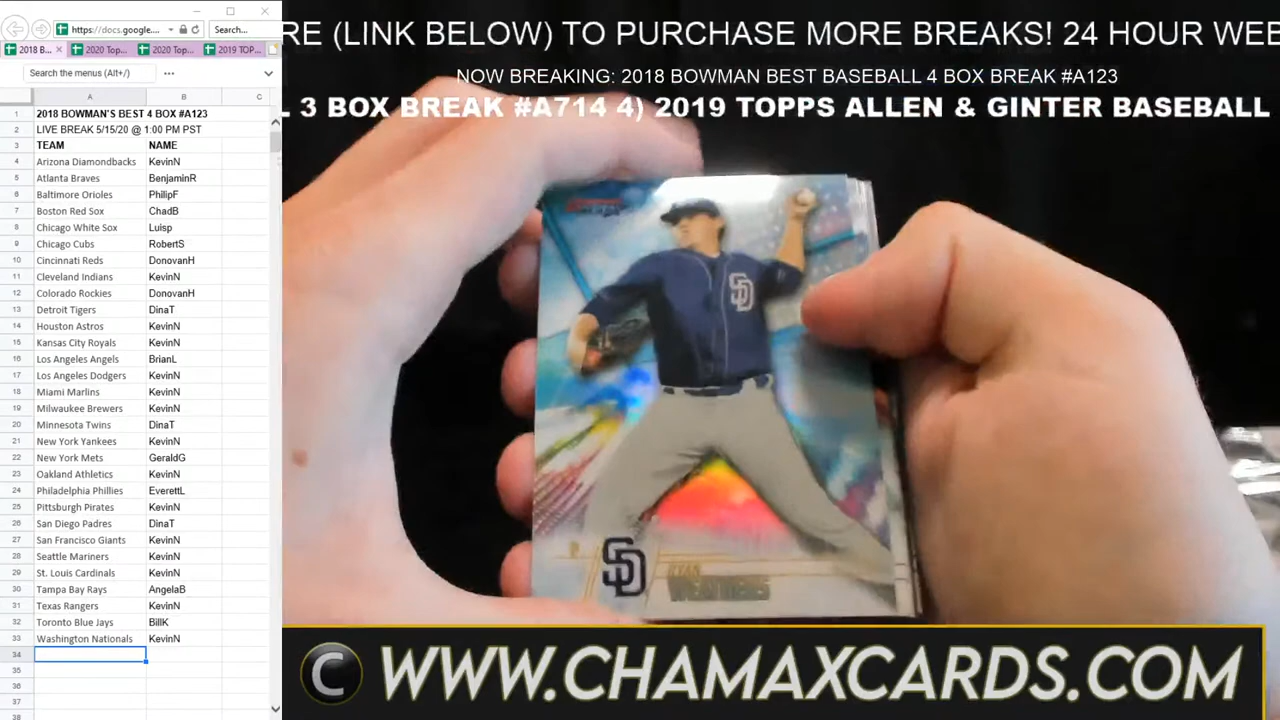 https://docs.google....
Search...
2018 B...
2020 Top...
2020 Top...
2019 TOP...
Search the menus (Alt+/)
A B C
1 2018 BOWMAN'S BEST 4 BOX #A123
2 LIVE BREAK 5/15/20 @ 1:00 PM PST
3 TEAM NAME
4 Arizona Diamondbacks KevinN
5 Atlanta Braves BenjaminR
6 Baltimore Orioles PhilipF
7 Boston Red Sox ChadB
8 Chicago White Sox Luisp
9 Chicago Cubs RobertS
10 Cincinnati Reds DonovanH
11 Cleveland Indians KevinN
12 Colorado Rockies DonovanH
13 Detroit Tigers DinaT
14 Houston Astros KevinN
15 Kansas City Royals KevinN
16 Los Angeles Angels BrianL
17 Los Angeles Dodgers KevinN
18 Miami Marlins KevinN
19 Milwaukee Brewers KevinN
20 Minnesota Twins DinaT
21 New York Yankees KevinN
22 New York Mets GeraldG
23 Oakland Athletics KevinN
24 Philadelphia Phillies EverettL
25 Pittsburgh Pirates KevinN
26 San Diego Padres DinaT
27 San Francisco Giants KevinN
28 Seattle Mariners KevinN
29 St. Louis Cardinals KevinN
30 Tampa Bay Rays AngelaB
31 Texas Rangers KevinN
32 Toronto Blue Jays BillK
33 Washington Nationals KevinN
34
35
36
37
38
RE (LINK BELOW) TO PURCHASE MORE BREAKS! 24 HOUR WEE
NOW BREAKING: 2018 BOWMAN BEST BASEBALL 4 BOX BREAK #A123
L 3 BOX BREAK #A714 4) 2019 TOPPS ALLEN & GINTER BASEBALL
SD
P
SD
RYAN
WEATHERS
C WWW.CHAMAXCARDS.COM